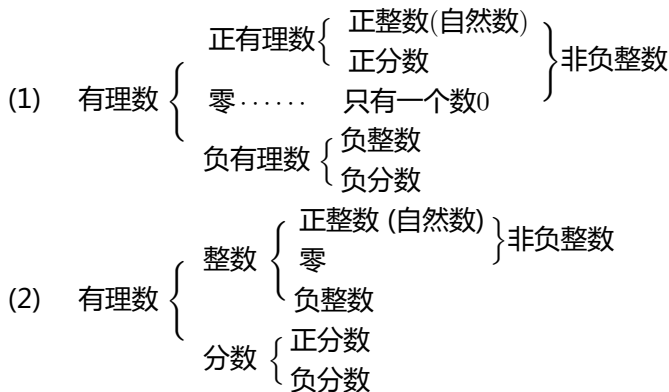 正有理数 正整数(自然数)
正分数
非负整数
(1) 有理数 零…… 只有一个数0
负有理数 负整数
负分数
正整数 (自然数)
非负整数
整数 零
(2) 有理数 负整数
分数 正分数
负分数